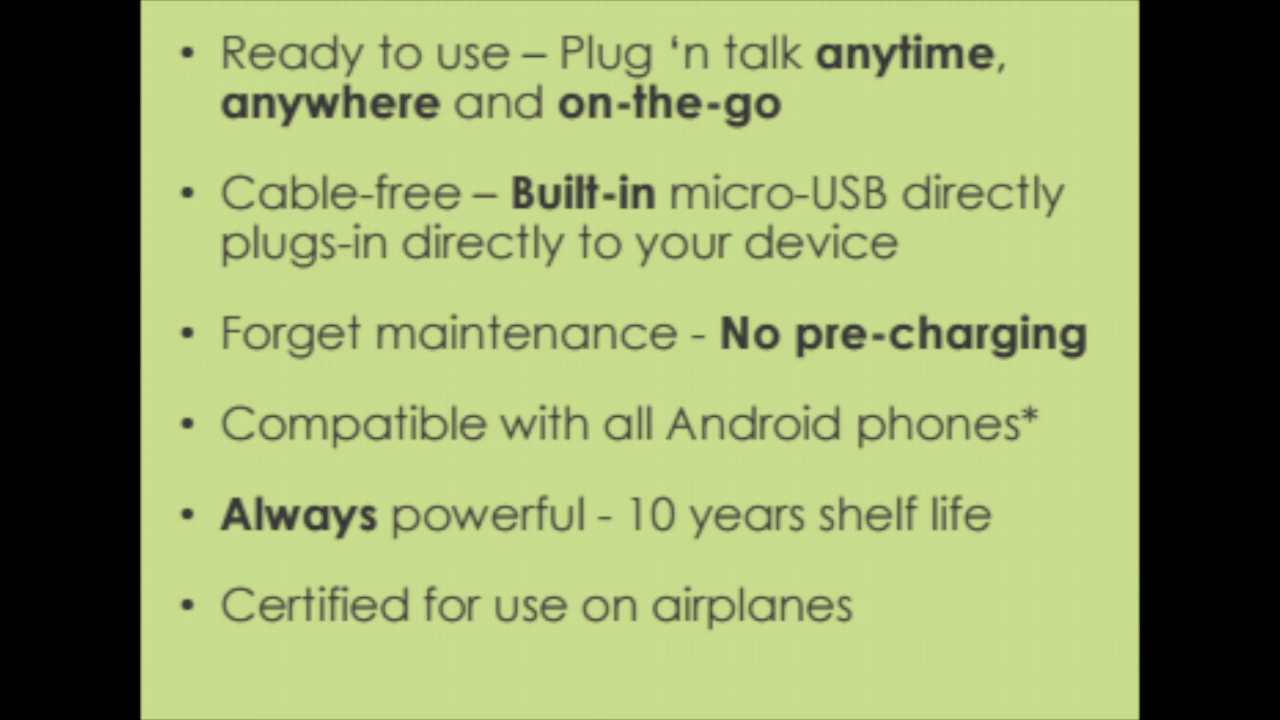 • Ready to use – Plug ‘n talk anytime,
anywhere and on-the-go
• Cable-free – Built-in micro-USB directly
plugs-in directly to your device
• Forget maintenance - No pre-charging
• Compatible with all Android phones*
• Always powerful - 10 years shelf life
• Certified for use on airplanes